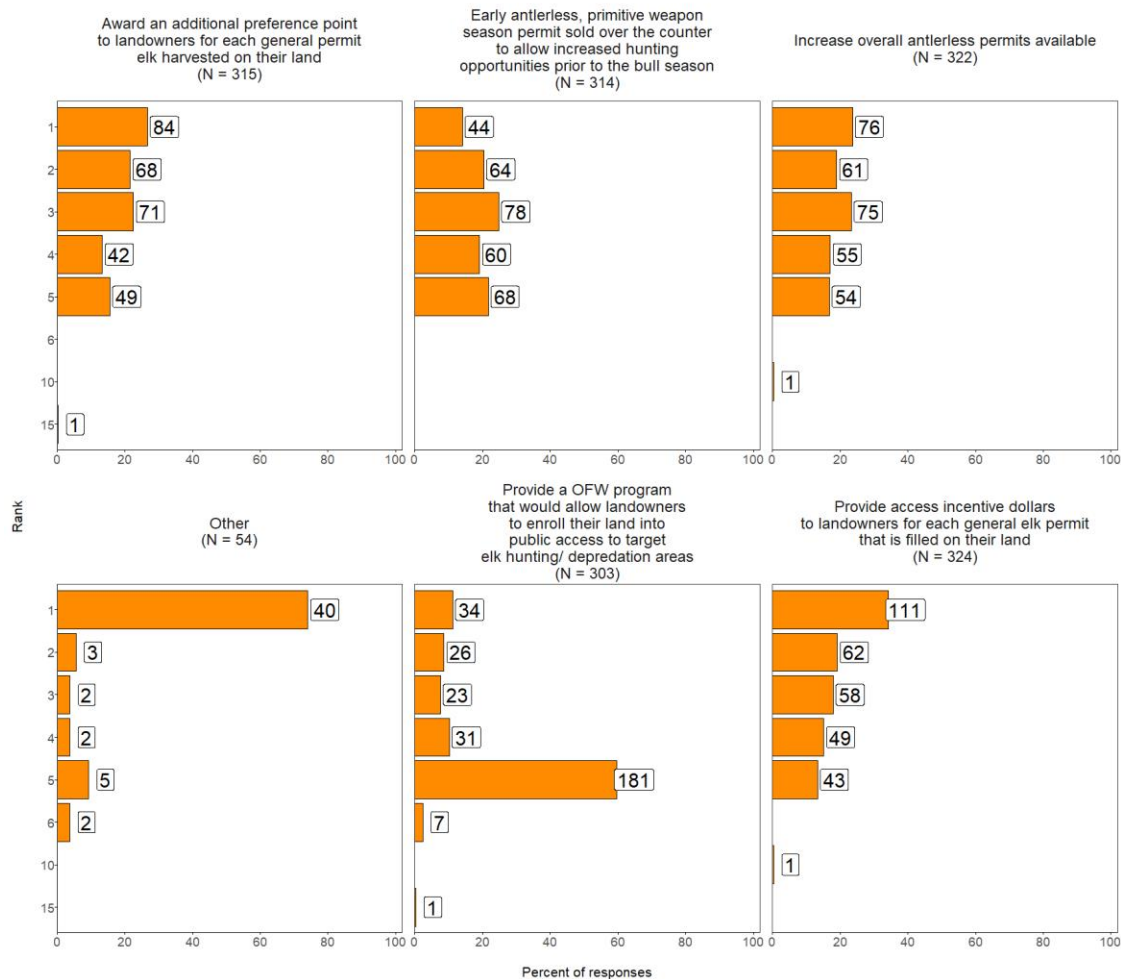 Award an additional preference point
to landowners for each general permit
elk harvested on their land
(N = 315)
Early antlerless, primitive weapon
season permit sold over the counter
to allow increased hunting
opportunities prior to the bull season
(N = 314)
Increase overall antlerless permits available
(N = 322)
1
84
44
76
2
68
64
61
3
71
78
75
4
42
60
55
5
49
68
54
6
10
1
15
1
0 20 40 60 80 100
0 20 40 60 80 100
0 20 40 60 80 100
Rank
Other
(N = 54)
Provide a OFW program
that would allow landowners
to enroll their land into
public access to target
elk hunting/ depredation areas
(N = 303)
Provide access incentive dollars
to landowners for each general elk permit
that is filled on their land
(N = 324)
1
40
34
111
2
3
26
62
3
2
23
58
4
2
31
49
5
5
181
43
6
2
7
10
1
15
1
0 20 40 60 80 100
0 20 40 60 80 100
0 20 40 60 80 100
Percent of responses